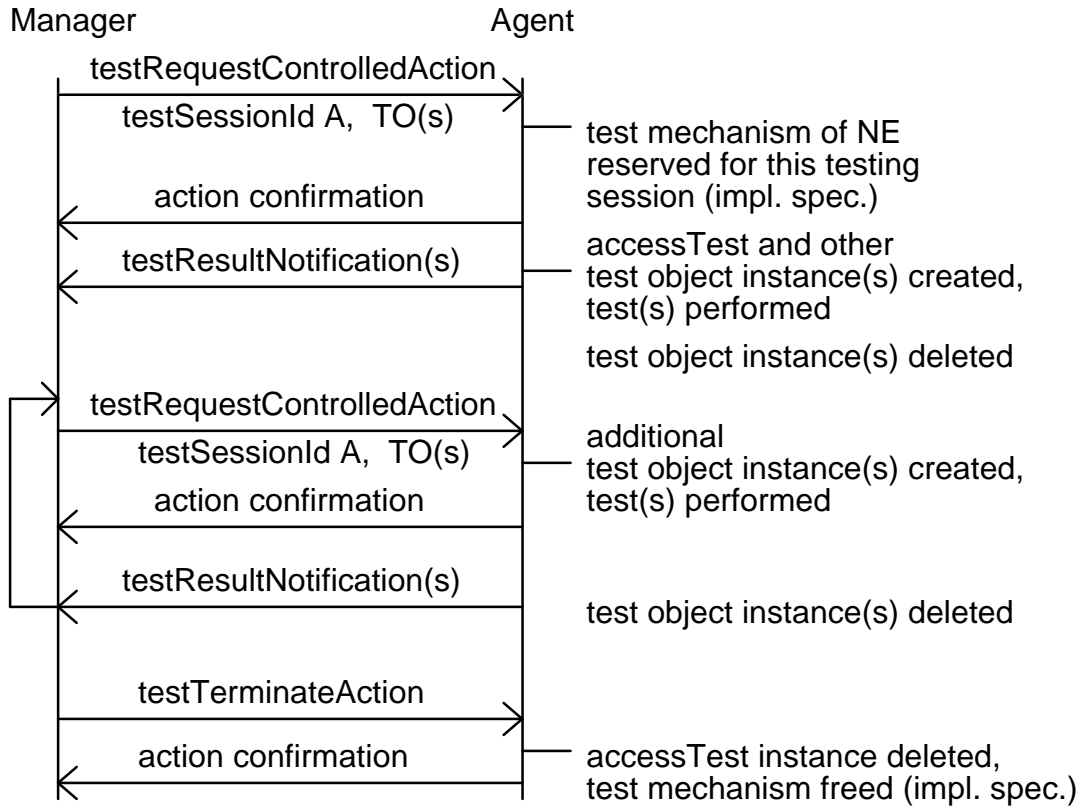 Manager
Agent
testRequestControlledAction
testSessionId A,  TO(s)
test mechanism of NE
reserved for this testing
session (impl. spec.)
action confirmation
testResultNotification(s)
accessTest and other
test object instance(s) created,
test(s) performed
test object instance(s) deleted
testRequestControlledAction
testSessionId A,  TO(s)
additional
test object instance(s) created,
test(s) performed
action confirmation
testResultNotification(s)
test object instance(s) deleted
testTerminateAction
action confirmation
accessTest instance deleted,
test mechanism freed (impl. spec.)